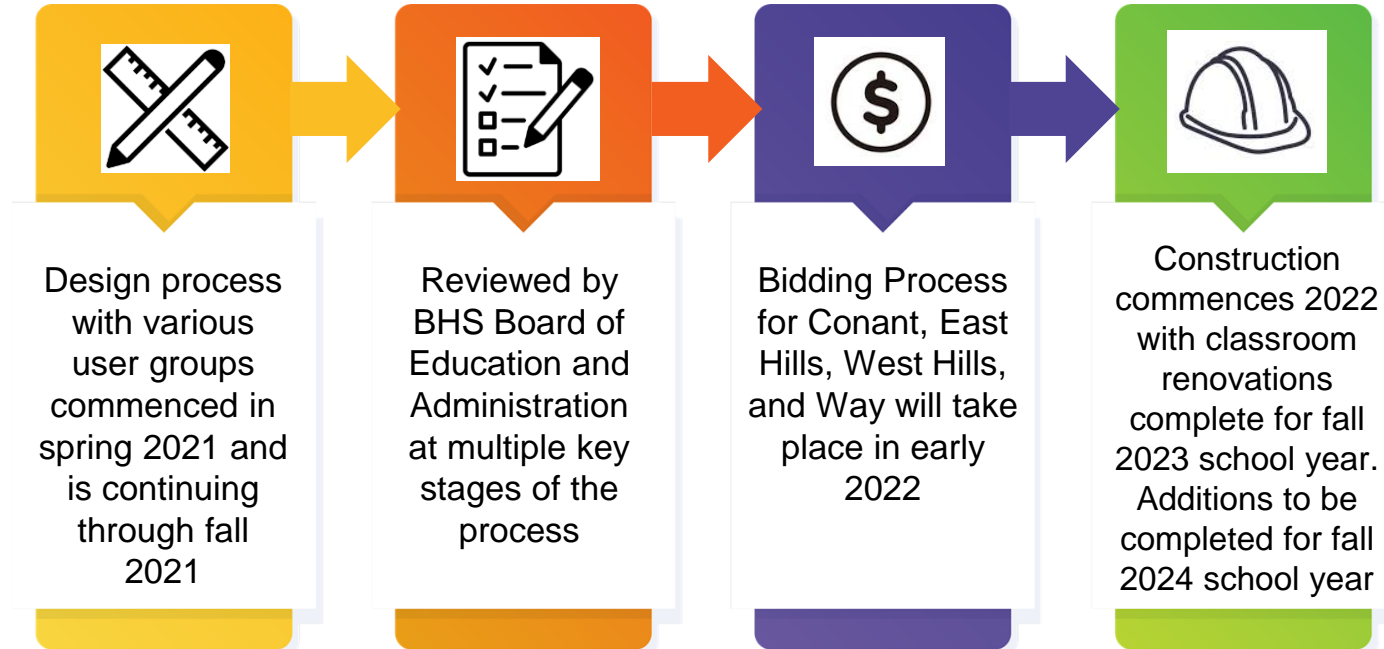 Design process
with various
user groups
commenced in
spring 2021 and
is continuing
through fall
2021
Reviewed by
BHS Board of
Education and
Administration
at multiple key
stages of the
process
$
Bidding Process
for Conant, East
Hills, West Hills,
and Way will take
place in early
2022
Construction
commences 2022
with classroom
renovations
complete for fall
2023 school year.
Additions to be
completed for fall
2024 school year